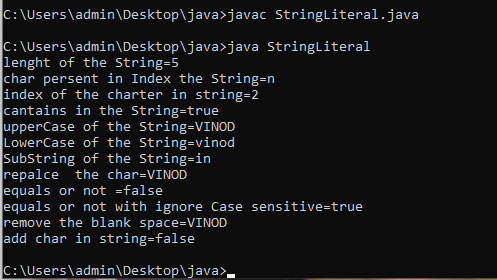 C:\Users\admin\Desktop\java>javac StringLiteral.java
C:\Users\admin\Desktop\java>java StringLiteral
lenght of the String=5
char persent in Index the String=n
index of the charter in string=2
cantains in the String=true
upperCase of the String=VINOD
LowerCase of the String=vinod
SubString of the String=in
repalce  the char=VINOD
equals or not =false
equals or not with ignore Case sensitive=true
remove the blank space=VINOD
add char in string=false
C:\Users\admin\Desktop\java>